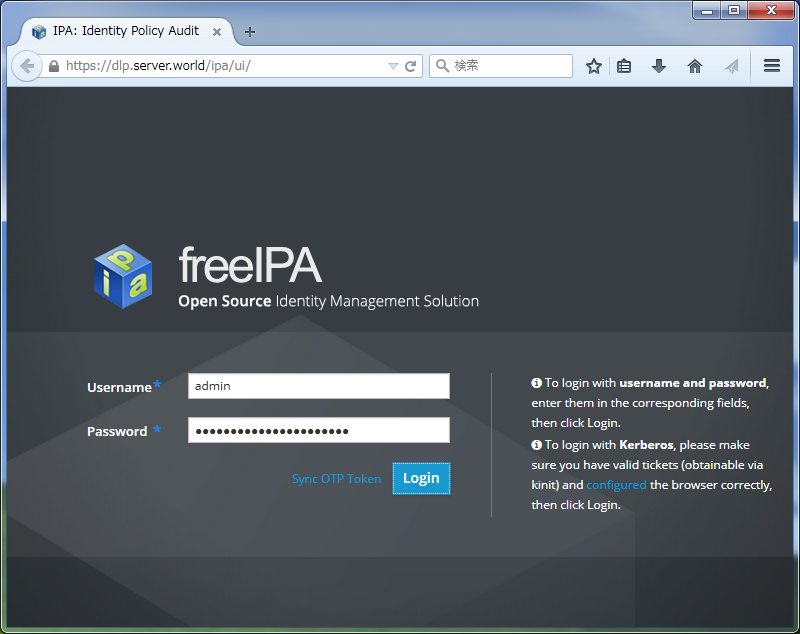 IPA: Identity Policy Audit
https://dlp.server.world/ipa/ui/
検索
ipa
freeIPA
Open Source Identity Management Solution
Username*
admin
Password *
••••••••••••••••••••••
Sync OTP Token
Login
To login with username and password,
enter them in the corresponding fields,
then click Login.
To login with Kerberos, please make
sure you have valid tickets (obtainable via
kinit) and configured the browser correctly,
then click Login.